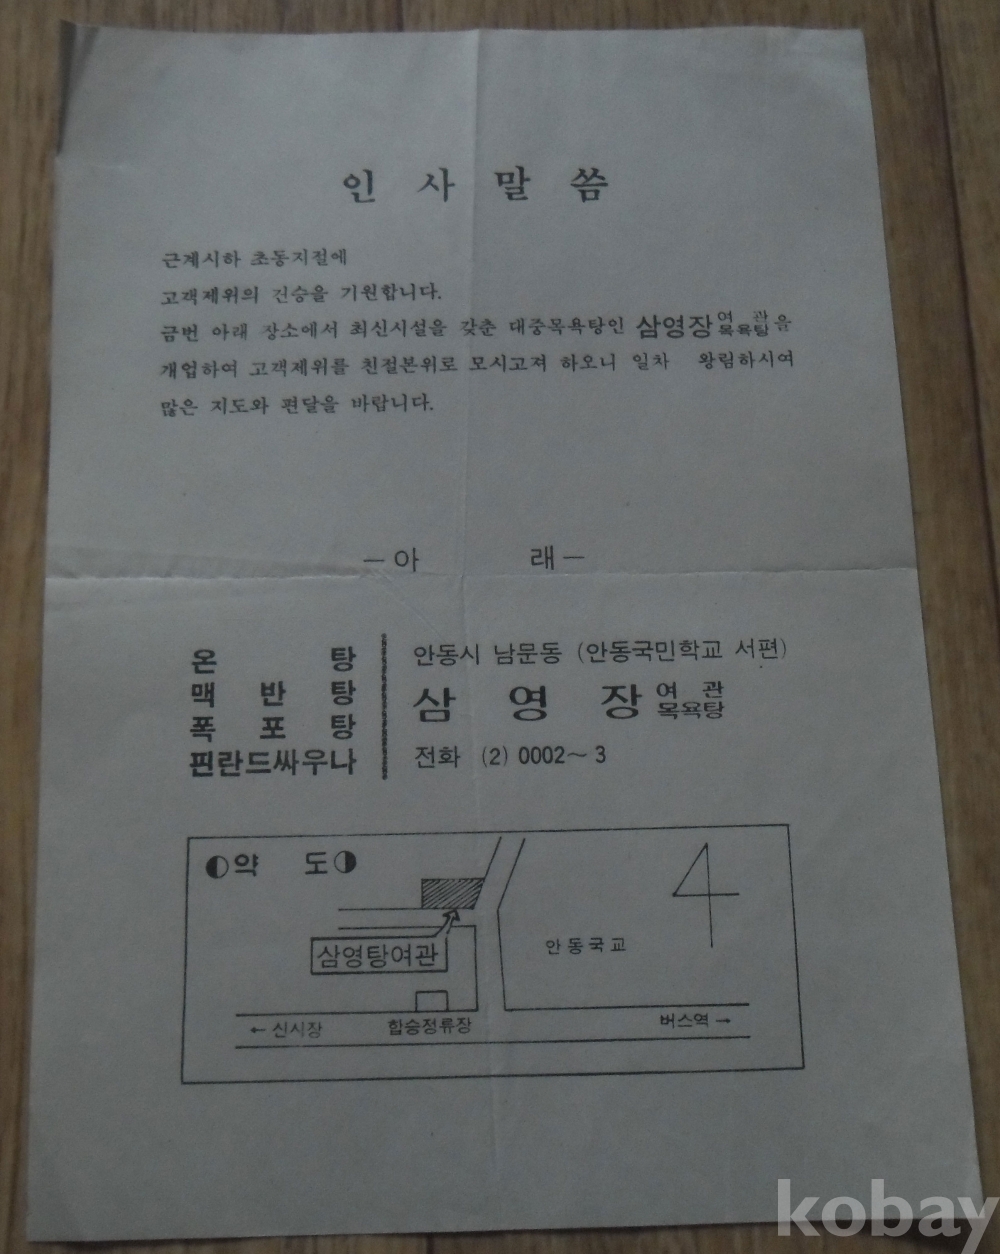 인 사 말 씀
근계시하 초동지절에
고객제위의 건승을 기원합니다.
금번 아래 장소에서 최신시설을 갖춘 대중목욕탕인 삼영장 여관 목욕탕 을
개업하여 고객제위를 친절본위로 모시고져 하오니 일차 왕림하시여
많은 지도와 편달을 바랍니다.
—아 래—
온 탕
맥 반 탕
폭 포 탕
핀란드싸우나
안동시 남문동 (안동국민학교 서편)
삼 영 장 여관 목욕탕
전화 (2) 0002~3
◐약 도◑
삼영탕여관
안동국교
← 신시장
합승정류장
버스역 →
kobay